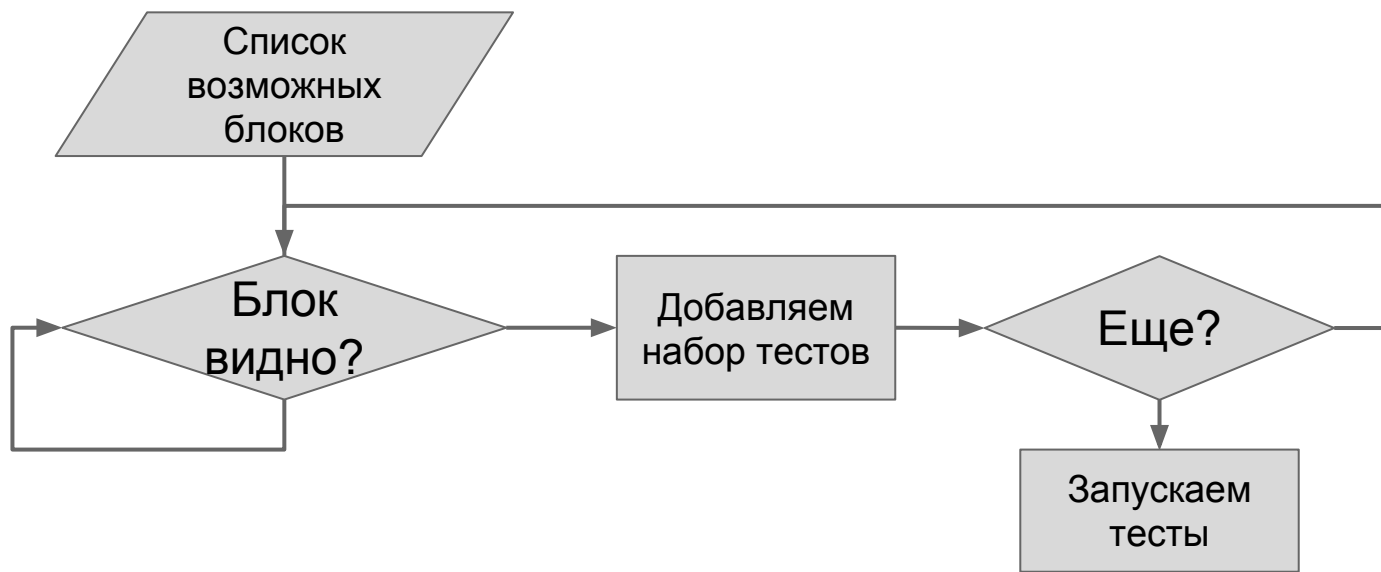 Список
возможных
блоков
Блок
видно?
Добавляем
набор тестов
Еще?
Запускаем
тесты